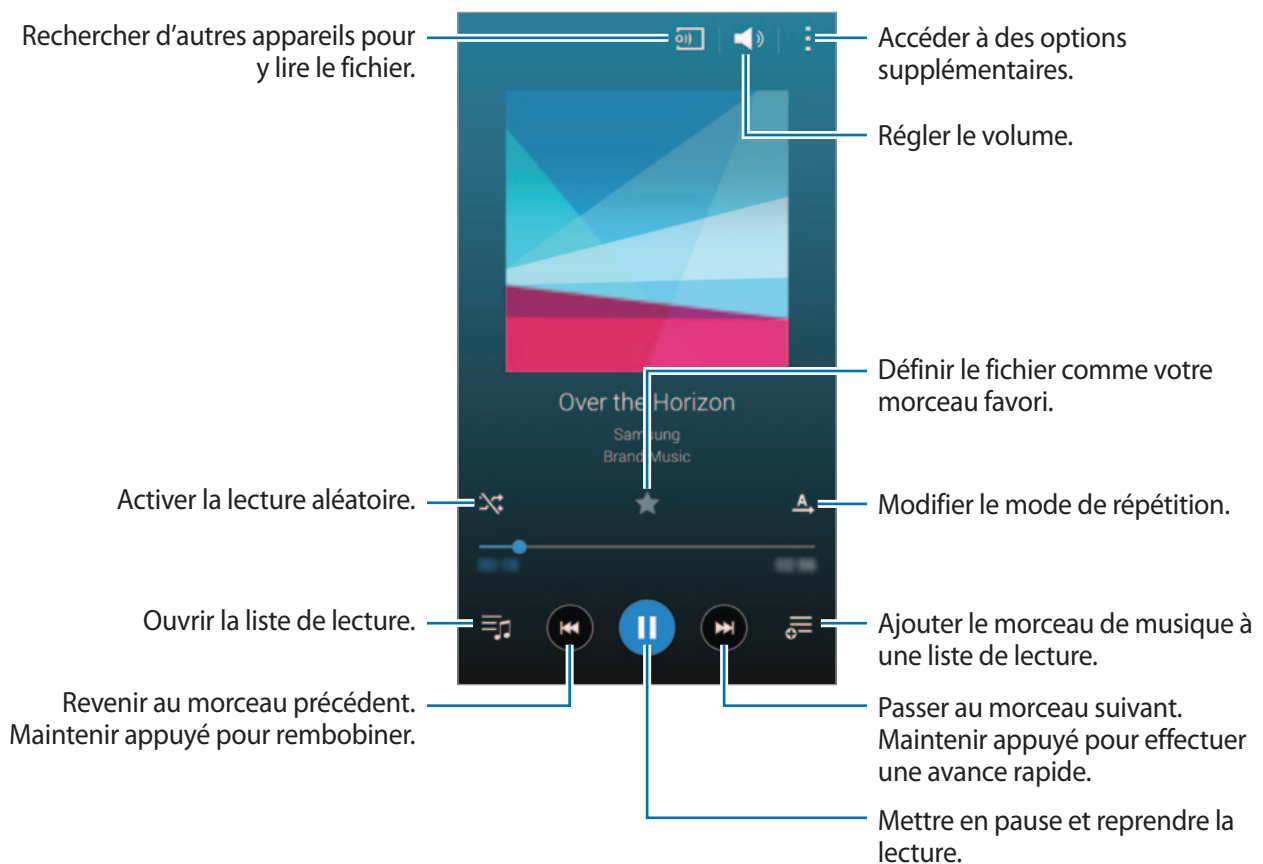 Rechercher d'autres appareils pour
y lire le fichier.
Accéder à des options
supplémentaires.
Régler le volume.
Définir le fichier comme votre
morceau favori.
Over the Horizon
Samsung
Brand Music
Activer la lecture aléatoire.
A
Modifier le mode de répétition.
Ouvrir la liste de lecture.
Ajouter le morceau de musique à
une liste de lecture.
Revenir au morceau précédent.
Maintenir appuyé pour rembobiner.
Passer au morceau suivant.
Maintenir appuyé pour effectuer
une avance rapide.
Mettre en pause et reprendre la
lecture.